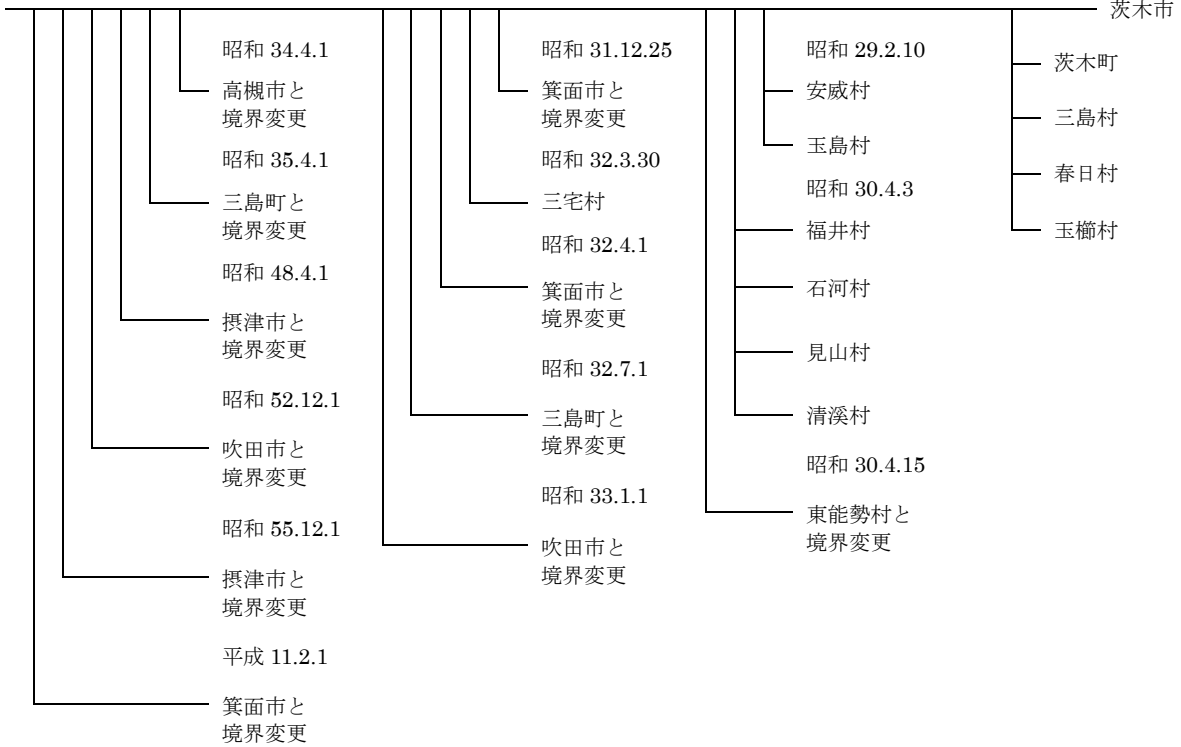 茨木市
茨木町
三島村
春日村
玉櫛村
昭和 29.2.10
安威村
玉島村
昭和 30.4.3
福井村
石河村
見山村
清溪村
昭和 30.4.15
東能勢村と
境界変更
昭和 31.12.25
箕面市と
境界変更
昭和 32.3.30
三宅村
昭和 32.4.1
箕面市と
境界変更
昭和 32.7.1
三島町と
境界変更
昭和 33.1.1
吹田市と
境界変更
昭和 34.4.1
高槻市と
境界変更
昭和 35.4.1
三島町と
境界変更
昭和 48.4.1
摂津市と
境界変更
昭和 52.12.1
吹田市と
境界変更
昭和 55.12.1
摂津市と
境界変更
平成 11.2.1
箕面市と
境界変更